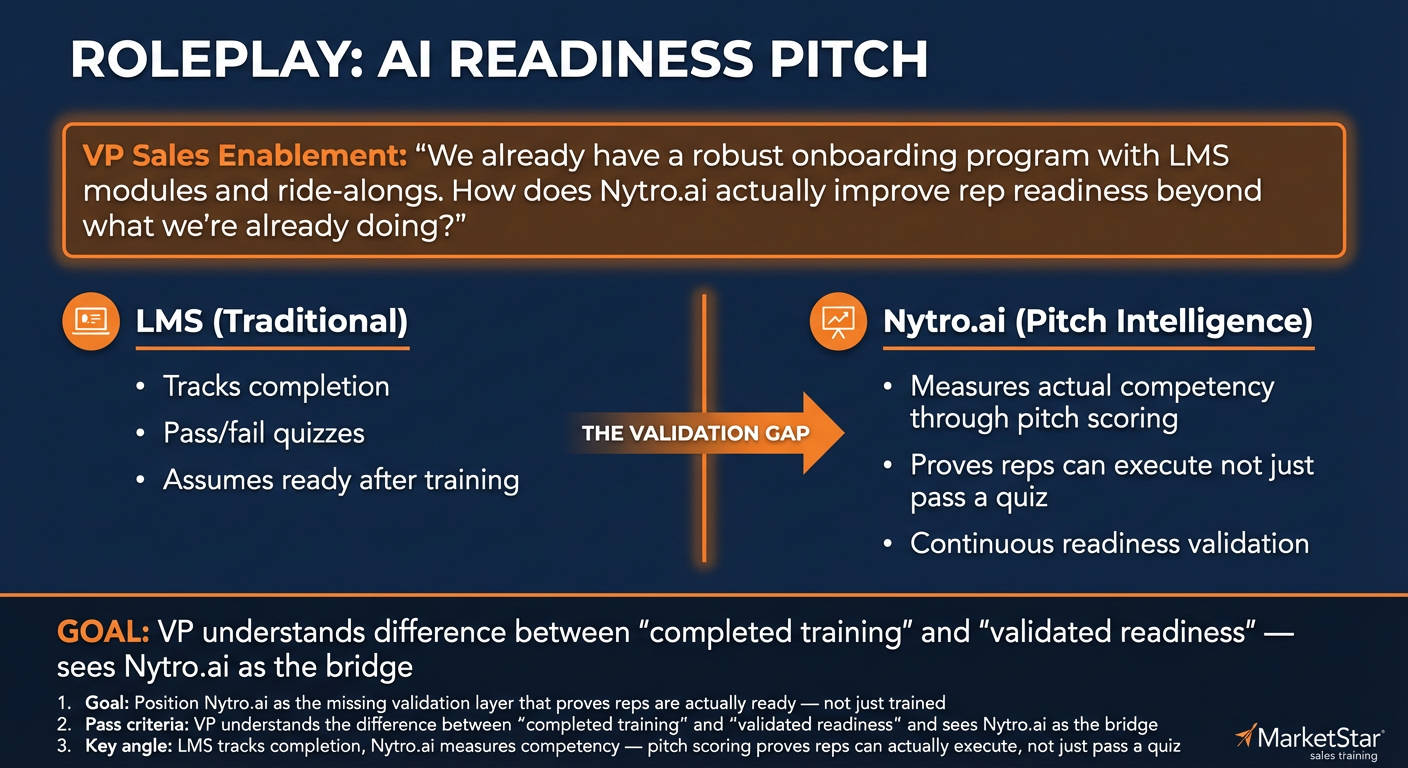 ROLEPLAY: AI READINESS PITCH
VP Sales Enablement: “We already have a robust onboarding program with LMS
modules and ride-alongs. How does Nytro.ai actually improve rep readiness beyond
what we’re already doing?”
LMS (Traditional)
• Tracks completion
• Pass/fail quizzes
• Assumes ready after training
THE VALIDATION GAP
Nytro.ai (Pitch Intelligence)
• Measures actual competency
through pitch scoring
• Proves reps can execute not just
pass a quiz
• Continuous readiness validation
GOAL: VP understands difference between “completed training” and “validated readiness” —
sees Nytro.ai as the bridge
1. Goal: Position Nytro.ai as the missing validation layer that proves reps are actually ready — not just trained
2. Pass criteria: VP understands the difference between “completed training” and “validated readiness” and sees Nytro.ai as the bridge
3. Key angle: LMS tracks completion, Nytro.ai measures competency — pitch scoring proves reps can actually execute, not just pass a quiz
MarketStar
sales training